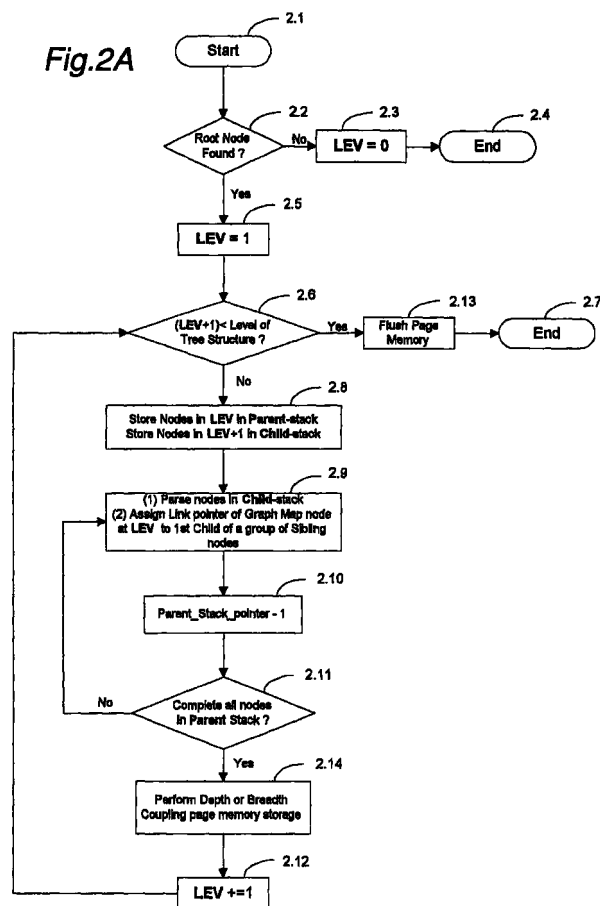 Fig.2A
2.1
Start
2.2
Root Node
Found ?
No
2.3
LEV = 0
2.4
End
Yes
2.5
LEV = 1
2.6
(LEV+1)< Level of
Tree Structure ?
Yes
2.13
Flush Page
Memory
2.7
End
No
2.8
Store Nodes in LEV in Parent-stack
Store Nodes in LEV+1 in Child-stack
2.9
(1) Parse nodes in Child-stack
(2) Assign Link pointer of Graph Map node
at LEV to 1st Child of a group of Sibling
nodes
2.10
Parent_Stack_pointer - 1
2.11
No
Complete all nodes
in Parent Stack ?
Yes
2.14
Perform Depth or Breadth
Coupling page memory storage
2.12
LEV +=1